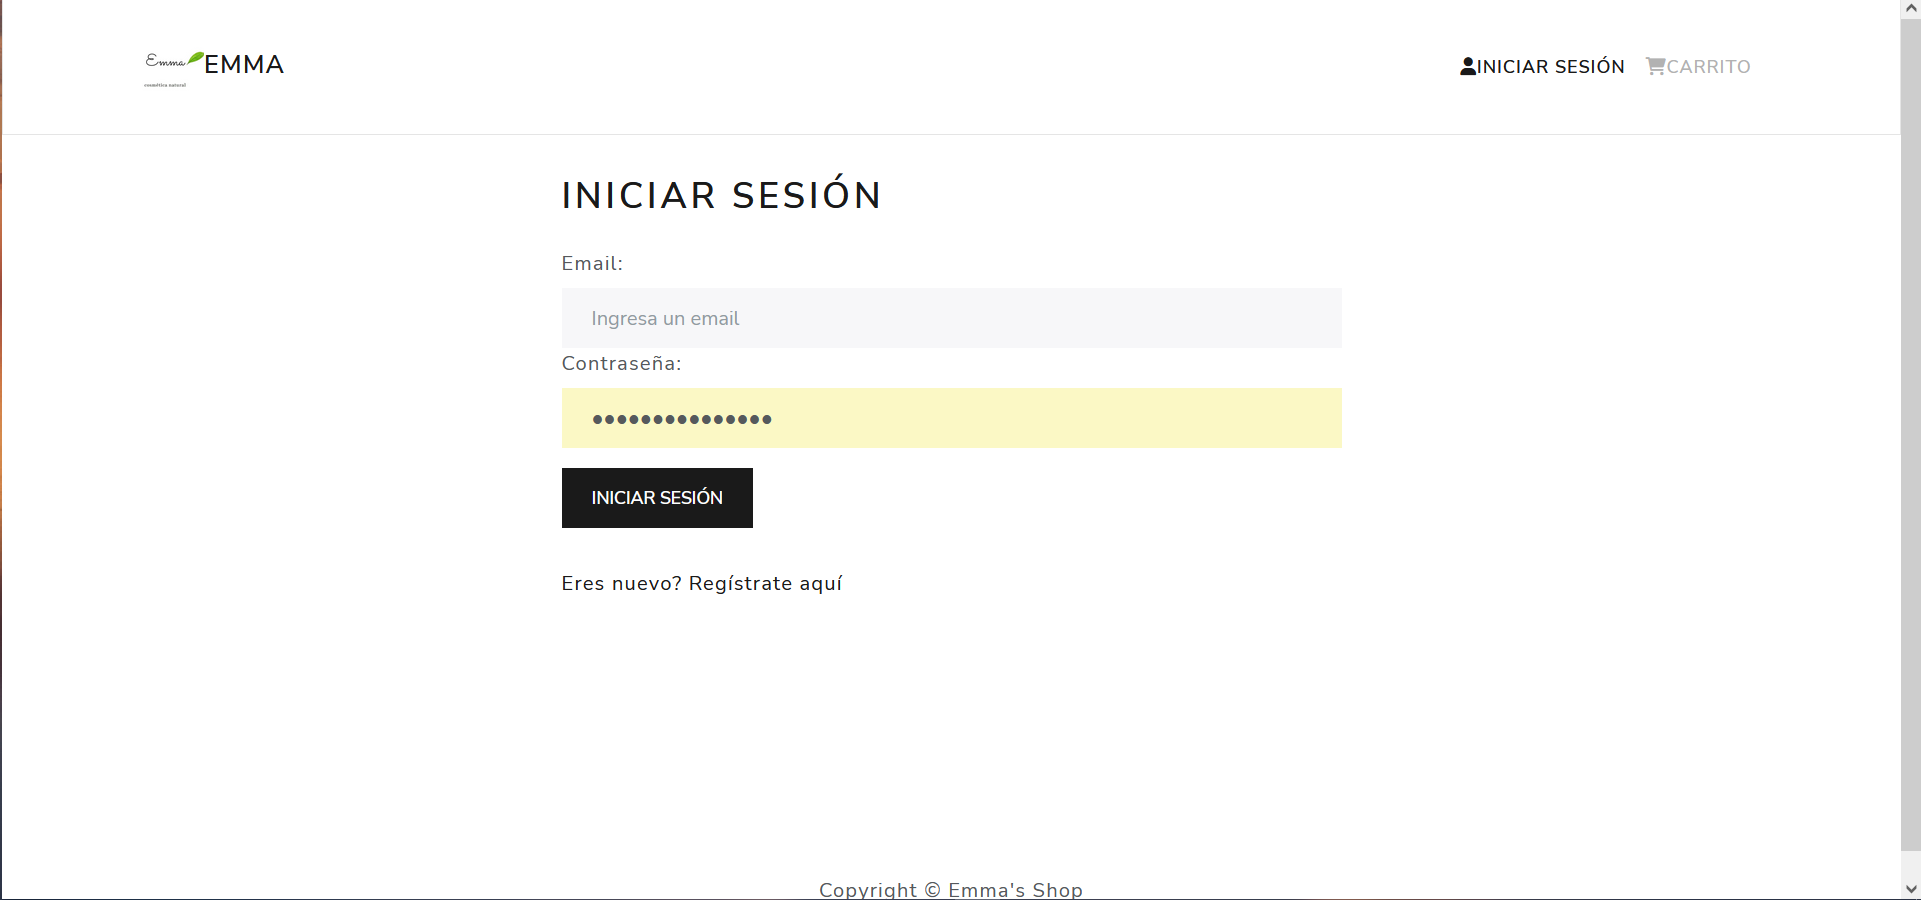 Emma
cosmética natural
EMMA
INICIAR SESIÓN
CARRITO
INICIAR SESIÓN
Email:
Ingresa un email
Contraseña:
●●●●●●●●●●●●●●●
INICIAR SESIÓN
Eres nuevo? Regístrate aquí
Copyright © Emma's Shop